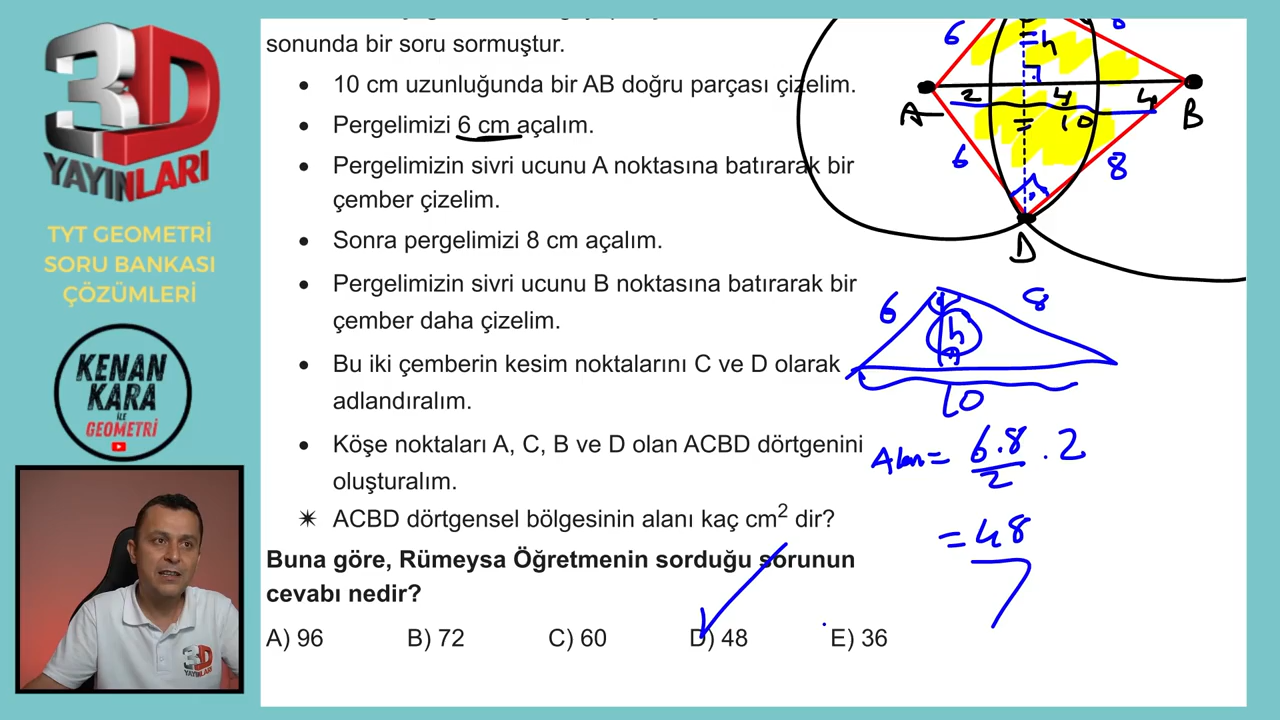 3D
YAYINLARI
TYT GEOMETRİ
SORU BANKASI
ÇÖZÜMLERİ
KENAN
KARA
İLE
GEOMETRİ
3D
YAYINLARI
sonunda bir soru sormuştur.
• 10 cm uzunluğunda bir AB doğru parçası çizelim.
• Pergelimizi 6 cm açalım.
• Pergelimizin sivri ucunu A noktasına batırarak bir
çember çizelim.
• Sonra pergelimizi 8 cm açalım.
• Pergelimizin sivri ucunu B noktasına batırarak bir
çember daha çizelim.
• Bu iki çemberin kesim noktalarını C ve D olarak
adlandıralım.
• Köşe noktaları A, C, B ve D olan ACBD dörtgenini
oluşturalım.
✶ ACBD dörtgensel bölgesinin alanı kaç cm² dir?
Buna göre, Rümeysa Öğretmenin sorduğu sorunun
cevabı nedir?
A) 96 B) 72 C) 60 D) 48 E) 36
6 h 8
A 2 4 4 B
10
6 8
D
6 8
h
10
Alan = 6.8/2 . 2
= 48